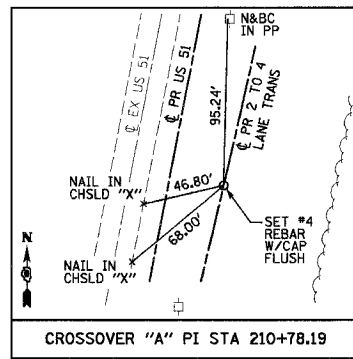 N&BC
IN PP
℄ EX US 51
℄ PR US 51
95.24'
℄ PR 2 TO 4
LANE TRANS
NAIL IN
CHSLD "X"
46.80'
68.00'
SET #4
REBAR
W/CAP
FLUSH
N
NAIL IN
CHSLD "X"
CROSSOVER "A" PI STA 210+78.19